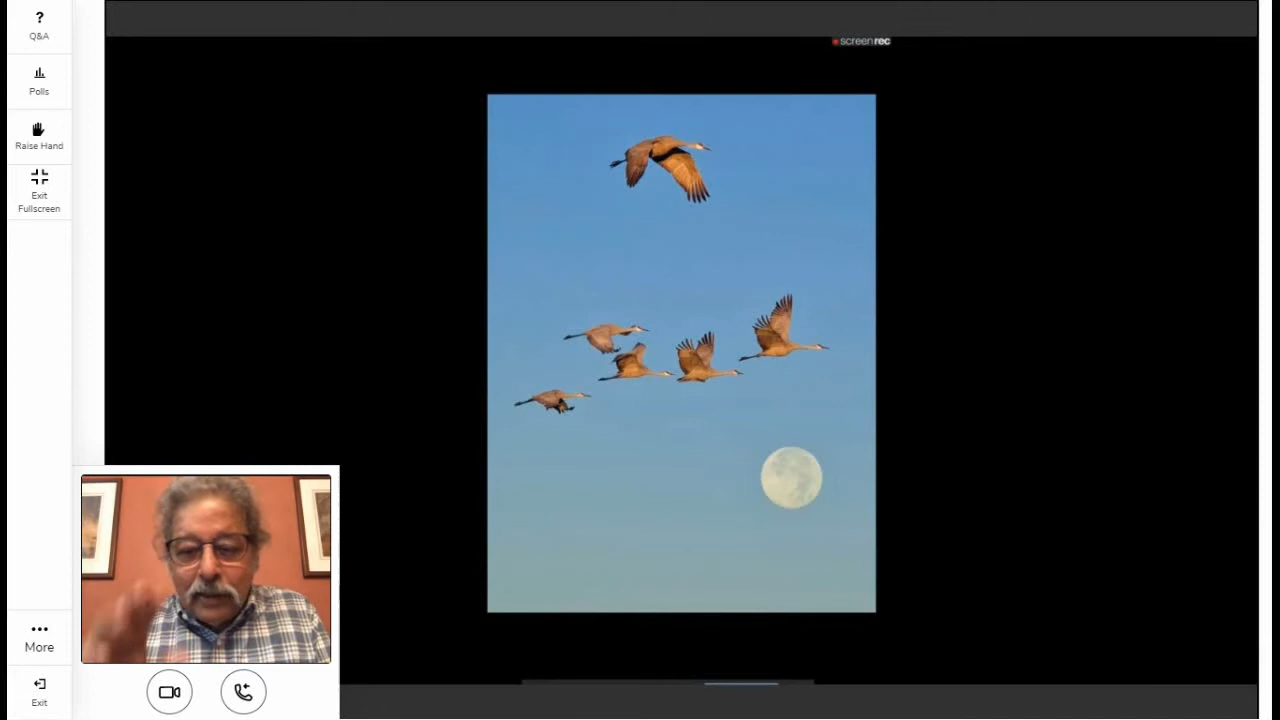 ?
Q&A
Polls
Raise Hand
Exit
Fullscreen
More
Exit
screenrec